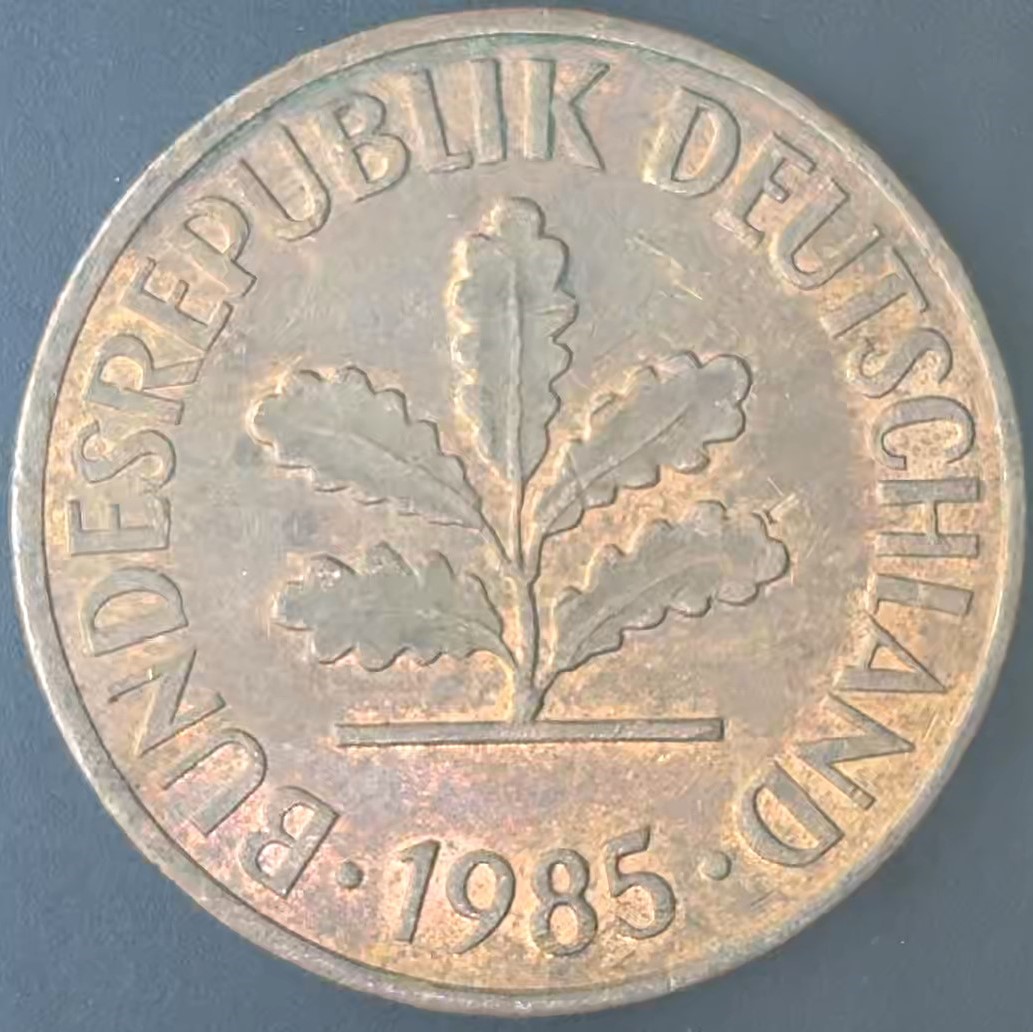 BUNDESREPUBLIK DEUTSCHLAND
· 1985 ·